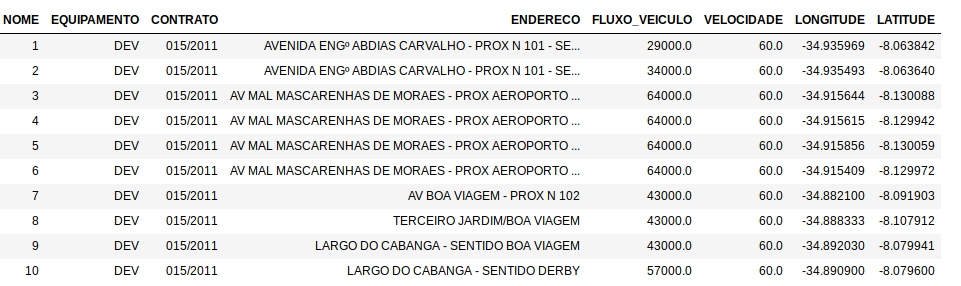 NOME EQUIPAMENTO CONTRATO ENDERECO FLUXO_VEICULO VELOCIDADE LONGITUDE LATITUDE
1 DEV 015/2011 AVENIDA ENGº ABDIAS CARVALHO - PROX N 101 - SE... 29000.0 60.0 -34.935969 -8.063842
2 DEV 015/2011 AVENIDA ENGº ABDIAS CARVALHO - PROX N 101 - SE... 34000.0 60.0 -34.935493 -8.063640
3 DEV 015/2011 AV MAL MASCARENHAS DE MORAES - PROX AEROPORTO ... 64000.0 60.0 -34.915644 -8.130088
4 DEV 015/2011 AV MAL MASCARENHAS DE MORAES - PROX AEROPORTO ... 64000.0 60.0 -34.915615 -8.129942
5 DEV 015/2011 AV MAL MASCARENHAS DE MORAES - PROX AEROPORTO ... 64000.0 60.0 -34.915856 -8.130059
6 DEV 015/2011 AV MAL MASCARENHAS DE MORAES - PROX AEROPORTO ... 64000.0 60.0 -34.915409 -8.129972
7 DEV 015/2011 AV BOA VIAGEM - PROX N 102 43000.0 60.0 -34.882100 -8.091903
8 DEV 015/2011 TERCEIRO JARDIM/BOA VIAGEM 43000.0 60.0 -34.888333 -8.107912
9 DEV 015/2011 LARGO DO CABANGA - SENTIDO BOA VIAGEM 43000.0 60.0 -34.892030 -8.079941
10 DEV 015/2011 LARGO DO CABANGA - SENTIDO DERBY 57000.0 60.0 -34.890900 -8.079600